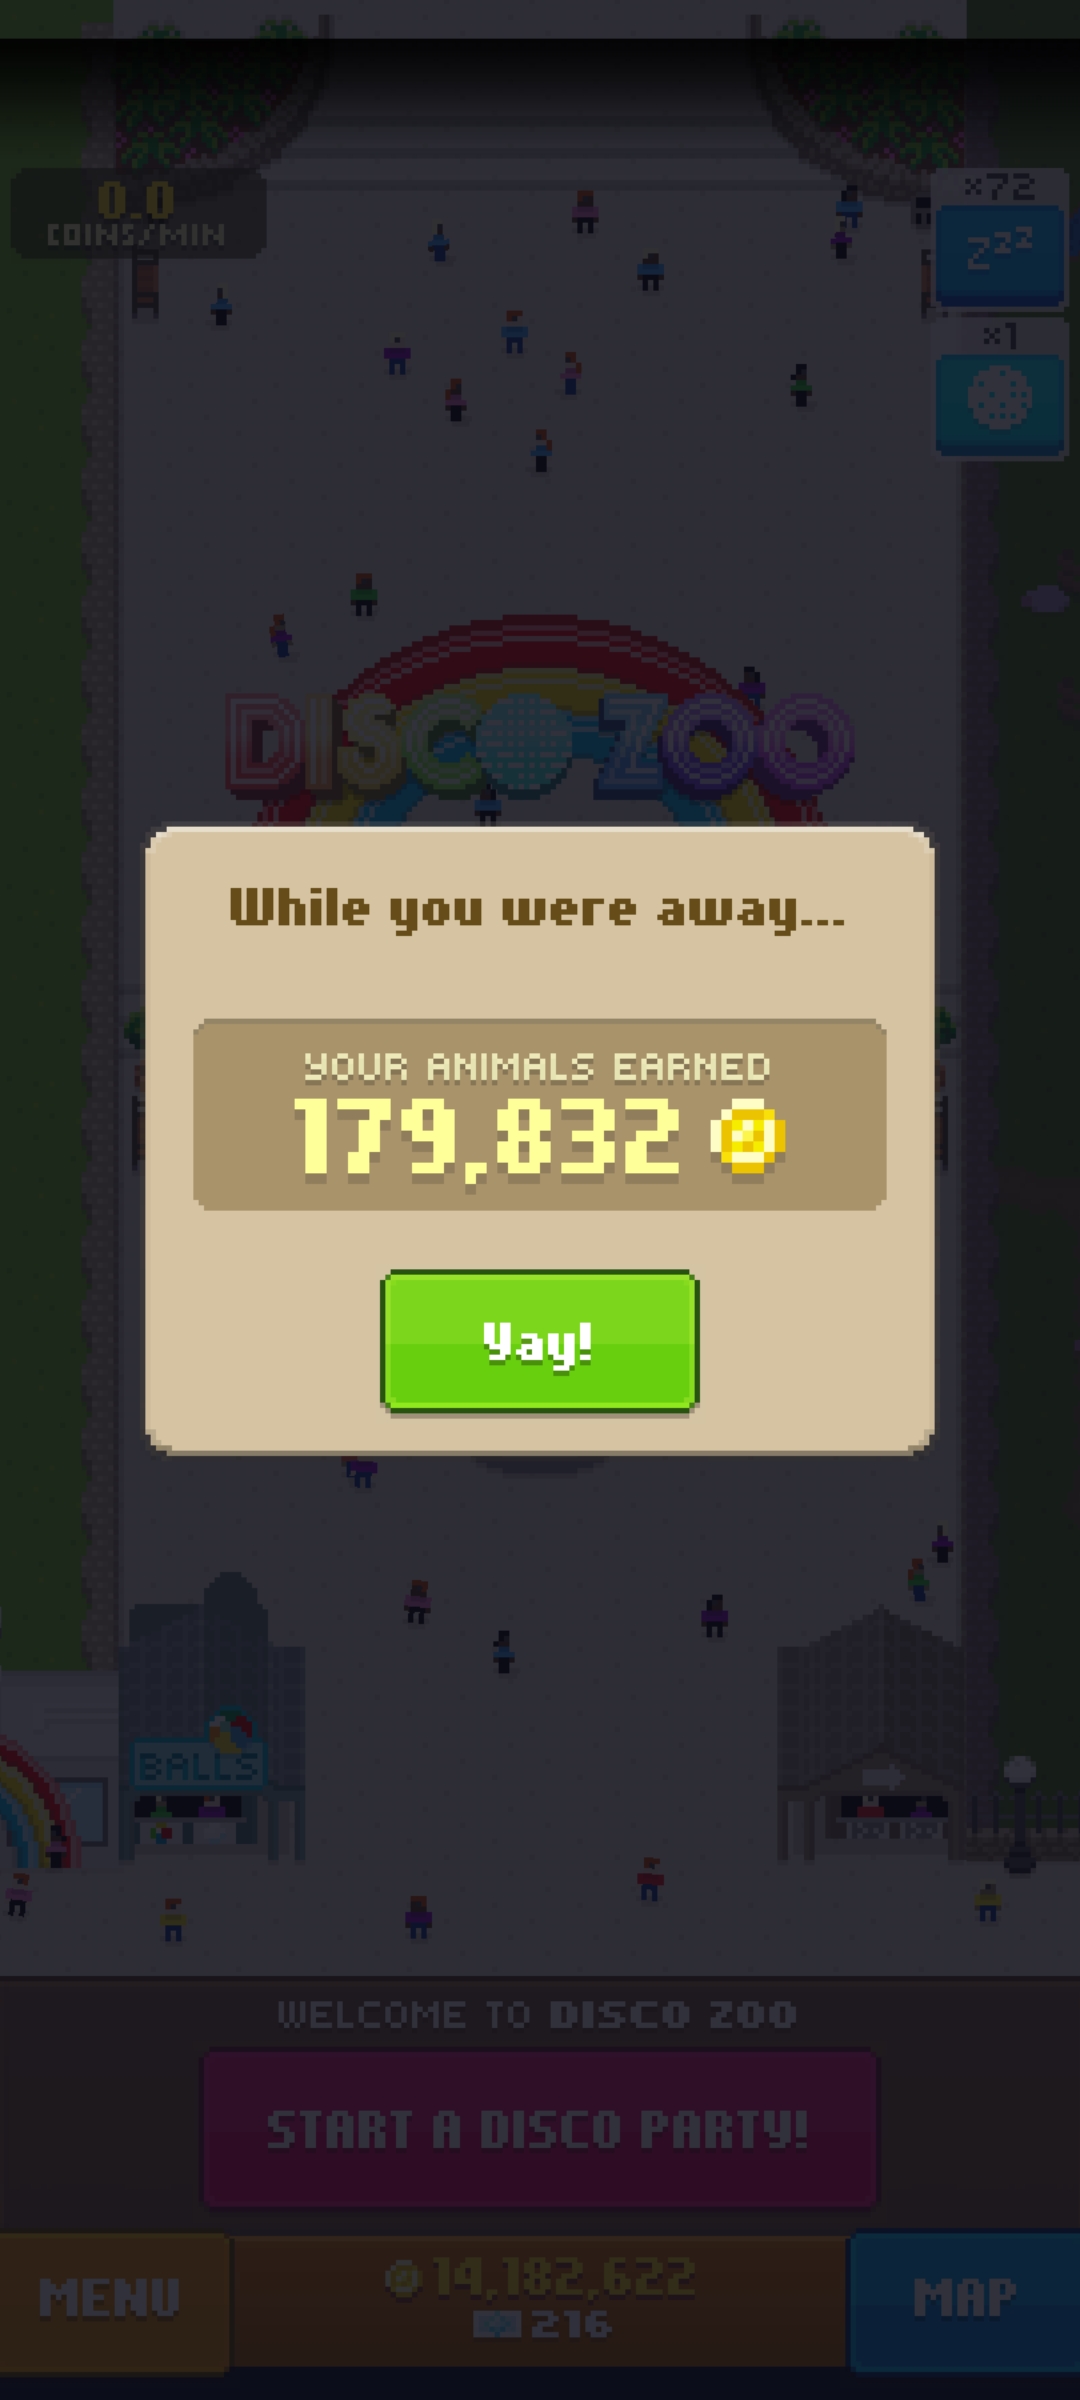 0.0
COINS/MIN
x72
zzz
x1
DISCO ZOO
While you were away...
YOUR ANIMALS EARNED
179,832
Yay!
BALLS
WELCOME TO DISCO ZOO
START A DISCO PARTY!
MENU
14,182,622
216
MAP